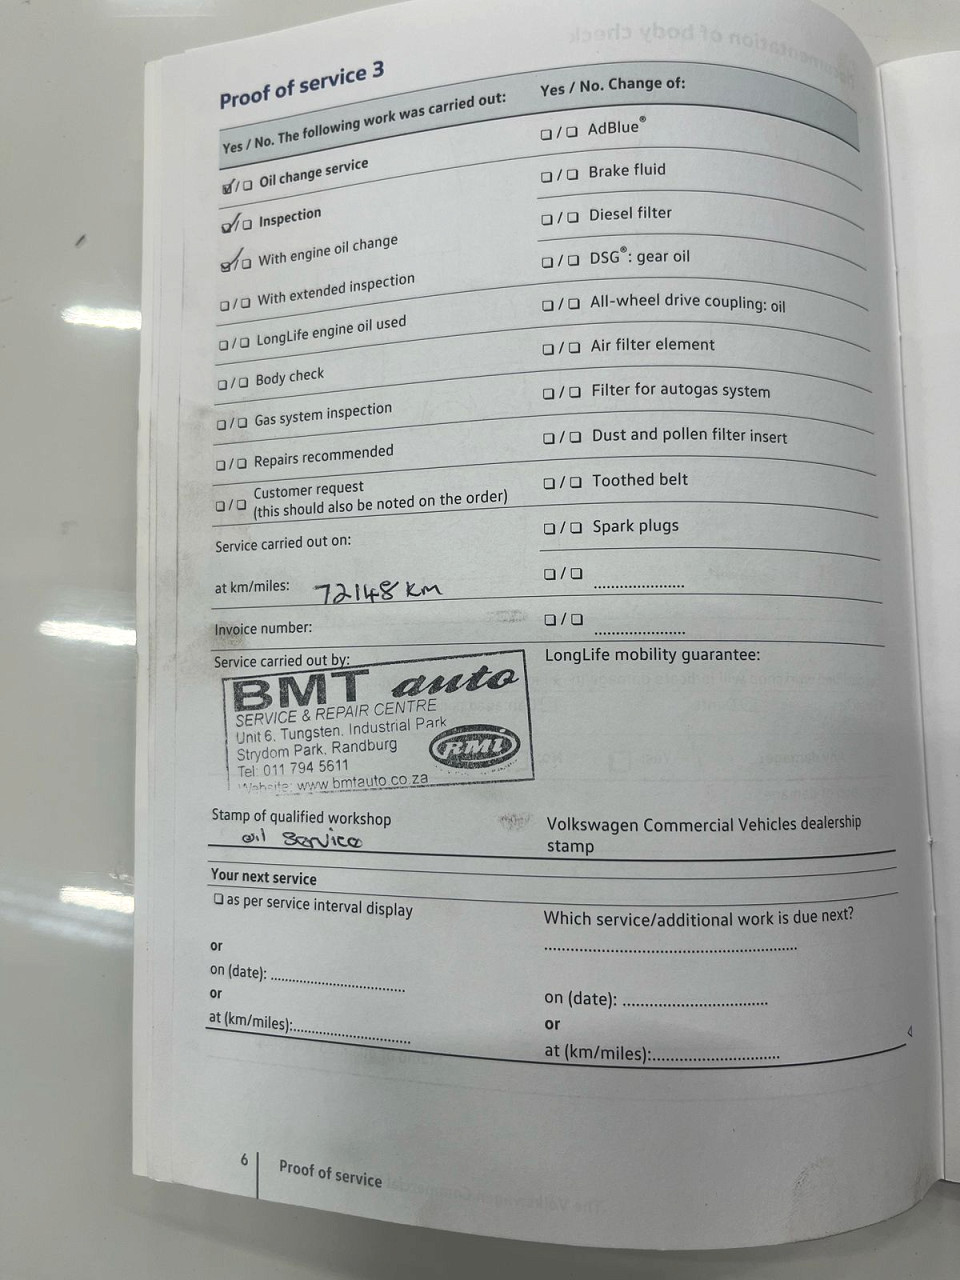 Proof of service 3
Yes / No. The following work was carried out:
☑/☐ Oil change service
☑/☐ Inspection
☑/☐ With engine oil change
☐/☐ With extended inspection
☐/☐ LongLife engine oil used
☐/☐ Body check
☐/☐ Gas system inspection
☐/☐ Repairs recommended
☐/☐ Customer request
(this should also be noted on the order)
Service carried out on:
at km/miles: 72148 km
Invoice number:
Service carried out by:
BMT auto
SERVICE & REPAIR CENTRE
Unit 6, Tungsten, Industrial Park
Strydom Park, Randburg
Tel: 011 794 5611
Website: www.bmtauto.co.za
RMI
Stamp of qualified workshop
oil Service
Yes / No. Change of:
☐/☐ AdBlue®
☐/☐ Brake fluid
☐/☐ Diesel filter
☐/☐ DSG®: gear oil
☐/☐ All-wheel drive coupling: oil
☐/☐ Air filter element
☐/☐ Filter for autogas system
☐/☐ Dust and pollen filter insert
☐/☐ Toothed belt
☐/☐ Spark plugs
☐/☐ ....................
☐/☐ ....................
LongLife mobility guarantee:
Volkswagen Commercial Vehicles dealership
stamp
Your next service
☐ as per service interval display
or
on (date): ..............................
or
at (km/miles):..........................
Which service/additional work is due next?
..................................................
on (date): ..............................
or
at (km/miles):..........................
6
Proof of service